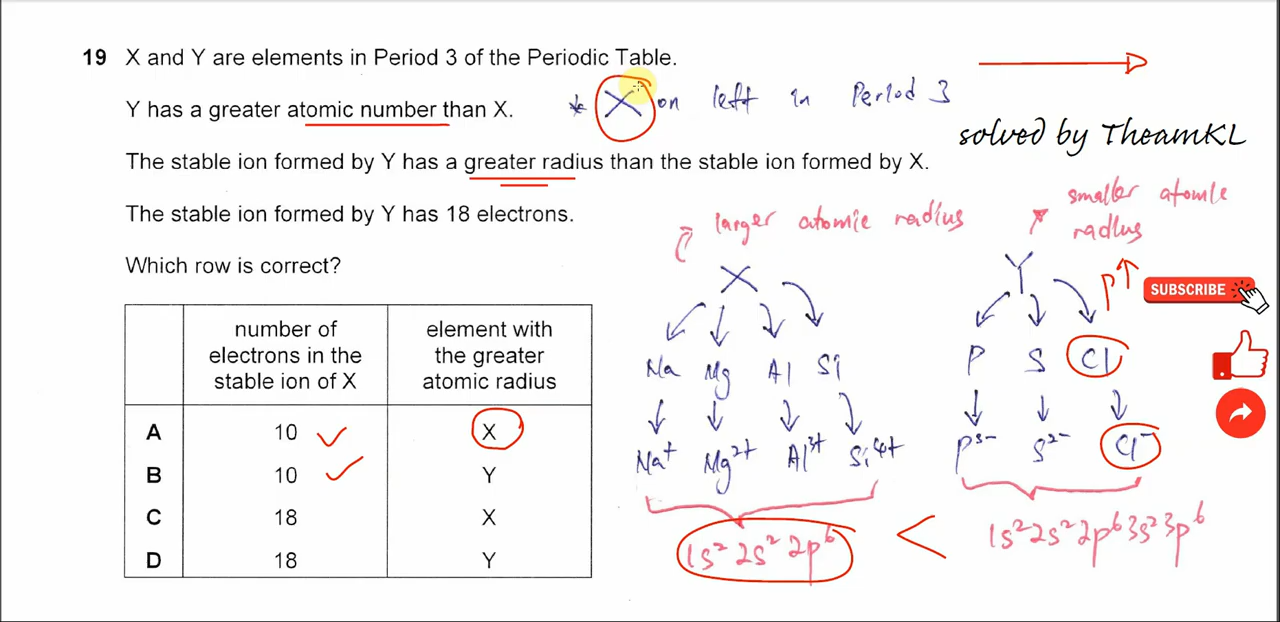 19 X and Y are elements in Period 3 of the Periodic Table.
Y has a greater atomic number than X.
* X on left in Period 3
solved by TheamKL
The stable ion formed by Y has a greater radius than the stable ion formed by X.
The stable ion formed by Y has 18 electrons.
larger atomic radius
smaller atomic
radius
Which row is correct?
X
Y
P↑
SUBSCRIBE
number of electrons in the stable ion of X
element with the greater atomic radius
A 10 ✓ X
B 10 ✓ Y
C 18 X
D 18 Y
Na Mg Al Si
P S Cl
Na⁺ Mg²⁺ Al³⁺ Si⁴⁺
P³⁻ S²⁻ Cl⁻
1s² 2s² 2p⁶ < 1s² 2s² 2p⁶ 3s² 3p⁶